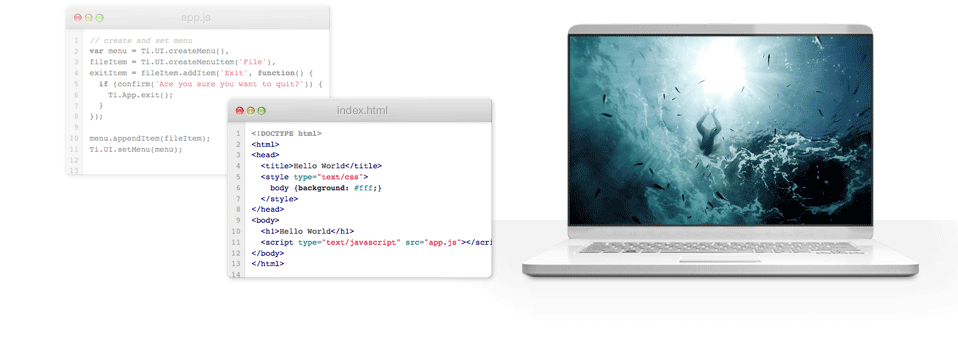 app.js
1 // create and set menu
2 var menu = Ti.UI.createMenu(),
3 fileItem = Ti.UI.createMenuItem('File'),
4 exitItem = fileItem.addItem('Exit', function() {
5 if (confirm('Are you sure you want to quit?')) {
6 Ti.App.exit();
7 }
8 });
9
10 menu.appendItem(fileItem);
11 Ti.UI.setMenu(menu);
12
13
index.html
1 <!DOCTYPE html>
2 <html>
3 <head>
4 <title>Hello World</title>
5 <style type="text/css">
6 body {background: #fff;}
7 </style>
8 </head>
9 <body>
10 <h1>Hello World</h1>
11 <script type="text/javascript" src="app.js"></scri
12 </body>
13 </html>
14